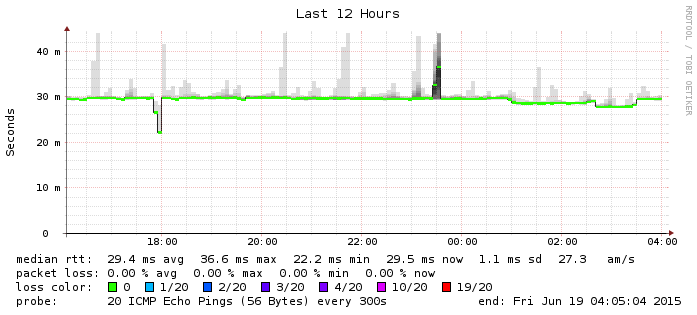 Last 12 Hours
RRDTOOL / TOBI OETIKER
Seconds
40 m
30 m
20 m
10 m
0
18:00 20:00 22:00 00:00 02:00 04:00
median rtt: 29.4 ms avg 36.6 ms max 22.2 ms min 29.5 ms now 1.1 ms sd 27.3 am/s
packet loss: 0.00 % avg 0.00 % max 0.00 % min 0.00 % now
loss color: 0 1/20 2/20 3/20 4/20 10/20 19/20
probe: 20 ICMP Echo Pings (56 Bytes) every 300s end: Fri Jun 19 04:05:04 2015